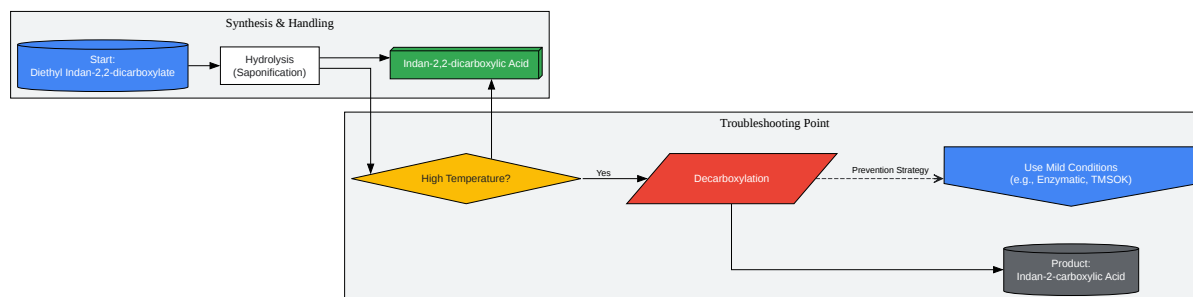 Synthesis & Handling
Start:
Diethyl Indan-2,2-dicarboxylate
Hydrolysis
(Saponification)
Indan-2,2-dicarboxylic Acid
Troubleshooting Point
High Temperature?
Yes
Decarboxylation
Prevention Strategy
Use Mild Conditions
(e.g., Enzymatic, TMSOK)
Product:
Indan-2-carboxylic Acid